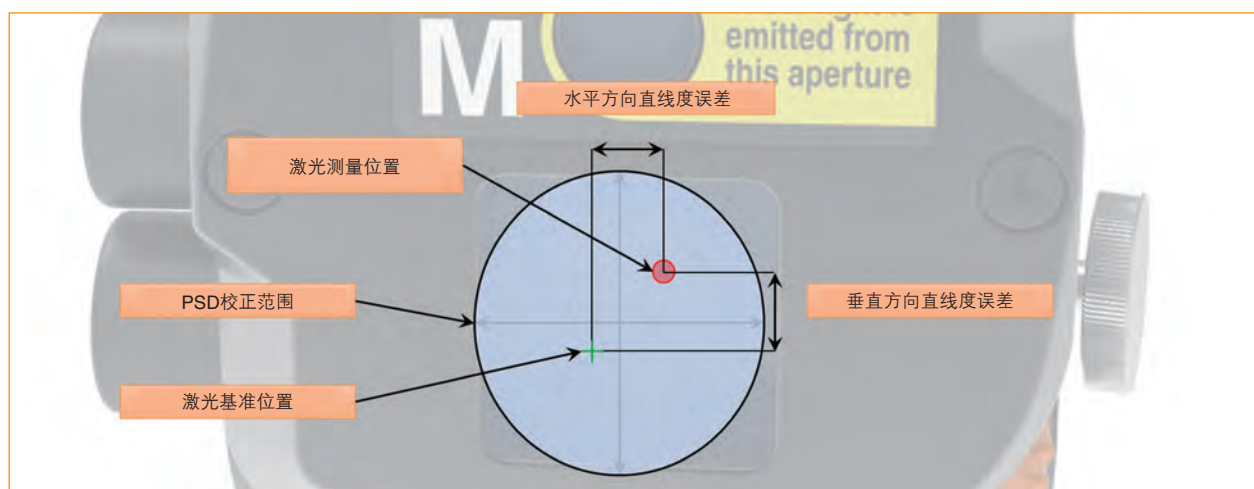 M
emitted from
this aperture
水平方向直线度误差
激光测量位置
PSD校正范围
垂直方向直线度误差
激光基准位置